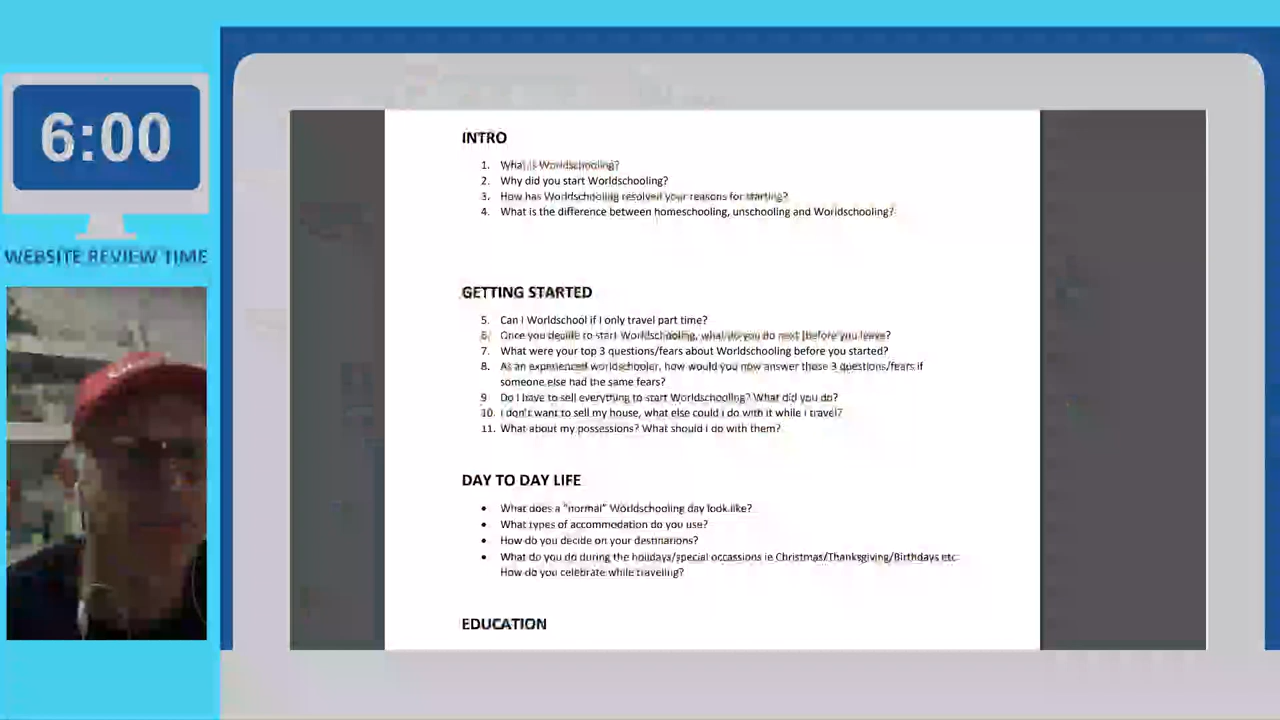 6:00
WEBSITE REVIEW TIME
INTRO
1. What is Worldschooling?
2. Why did you start Worldschooling?
3. How has Worldschooling resolved your reasons for starting?
4. What is the difference between homeschooling, unschooling and Worldschooling?
GETTING STARTED
5. Can I Worldschool if I only travel part time?
6. Once you decide to start Worldschooling, what do you do next (before you leave?
7. What were your top 3 questions/fears about Worldschooling before you started?
8. As an experienced worldschooler, how would you now answer those 3 questions/fears if
someone else had the same fears?
9 Do I have to sell everything to start Worldschooling? What did you do?
10. I don't want to sell my house, what else could I do with it while I travel?
11. What about my possessions? What should I do with them?
DAY TO DAY LIFE
• What does a "normal" Worldschooling day look like?
• What types of accommodation do you use?
• How do you decide on your destinations?
• What do you do during the holidays/special occassions ie Christmas/Thanksgiving/Birthdays etc
How do you celebrate while traveling?
EDUCATION